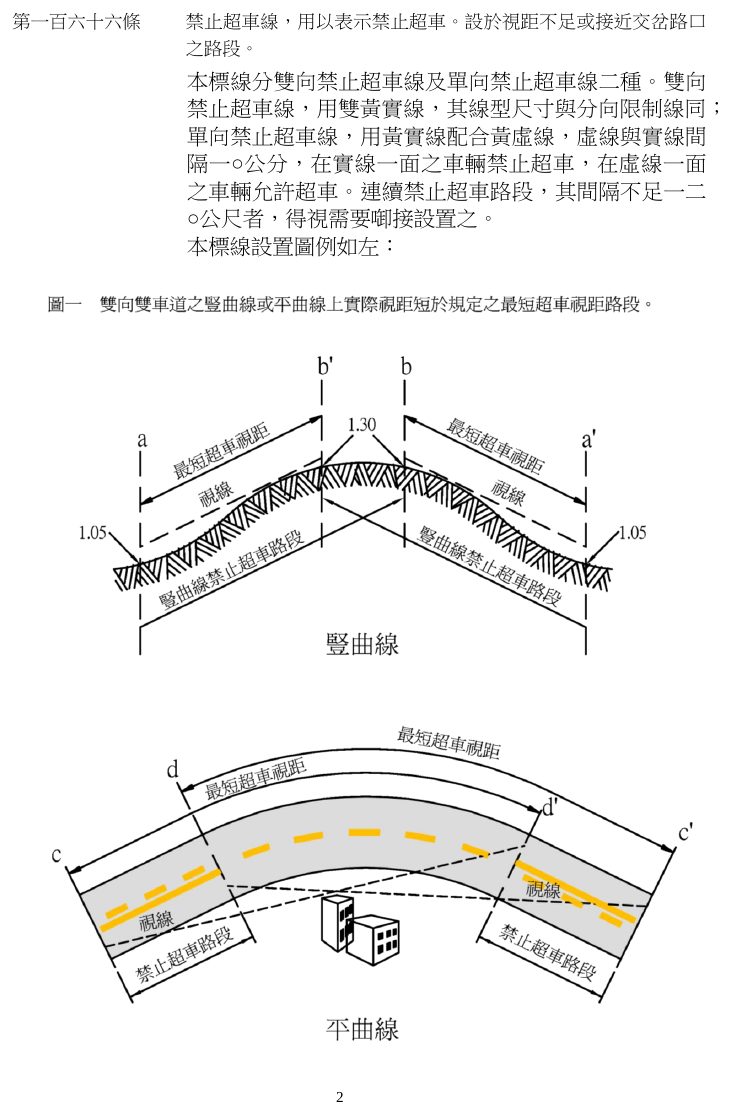 第一百六十六條 禁止超車線，用以表示禁止超車。設於視距不足或接近交岔路口
之路段。
本標線分雙向禁止超車線及單向禁止超車線二種。雙向
禁止超車線，用雙黃實線，其線型尺寸與分向限制線同；
單向禁止超車線，用黃實線配合黃虛線，虛線與實線間
隔一○公分，在實線一面之車輛禁止超車，在虛線一面
之車輛允許超車。連續禁止超車路段，其間隔不足一二
○公尺者，得視需要啣接設置之。
本標線設置圖例如左：
圖一 雙向雙車道之豎曲線或平曲線上實際視距短於規定之最短超車視距路段。
b' b
a 最短超車視距 1.30 最短超車視距 a'
視線 視線
1.05 1.05
豎曲線禁止超車路段 豎曲線禁止超車路段
豎曲線
最短超車視距
d 最短超車視距
d'
c c'
視線 視線
禁止超車路段 禁止超車路段
平曲線
2